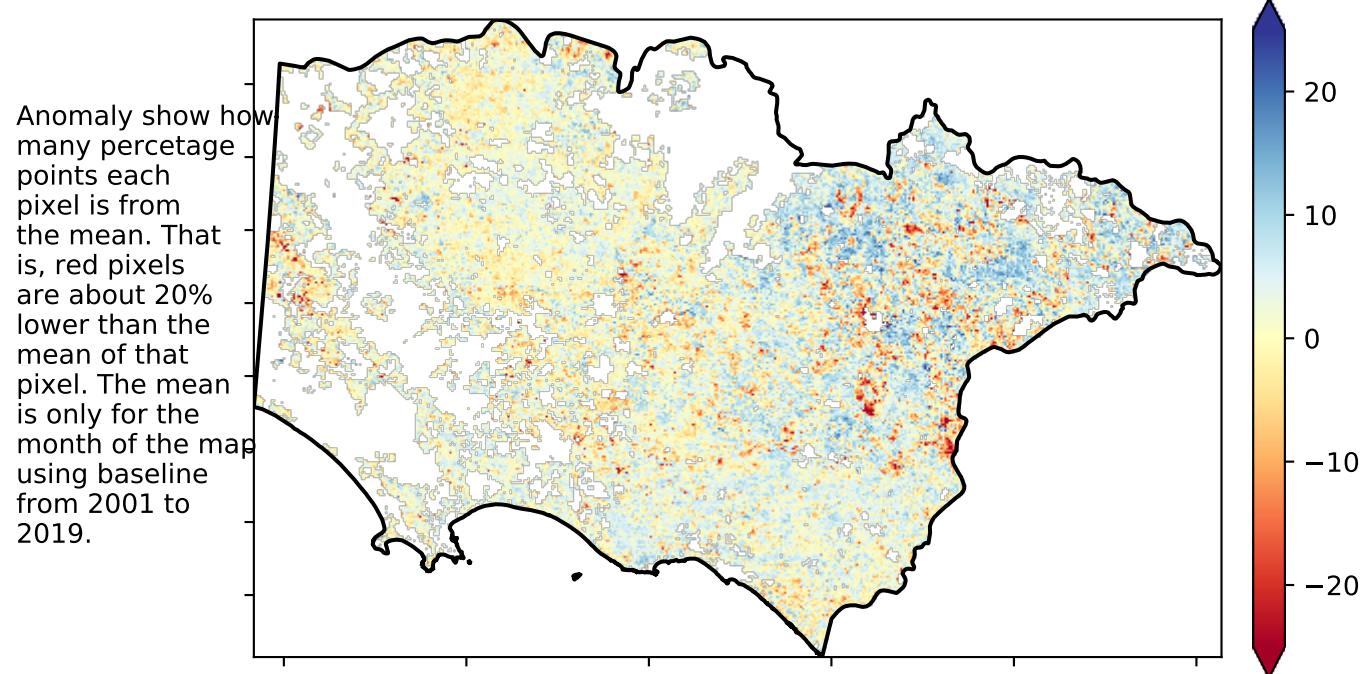 Anomaly show how
many percetage
points each
pixel is from
the mean. That
is, red pixels
are about 20%
lower than the
mean of that
pixel. The mean
is only for the
month of the map
using baseline
from 2001 to
2019.
20
10
0
−10
−20